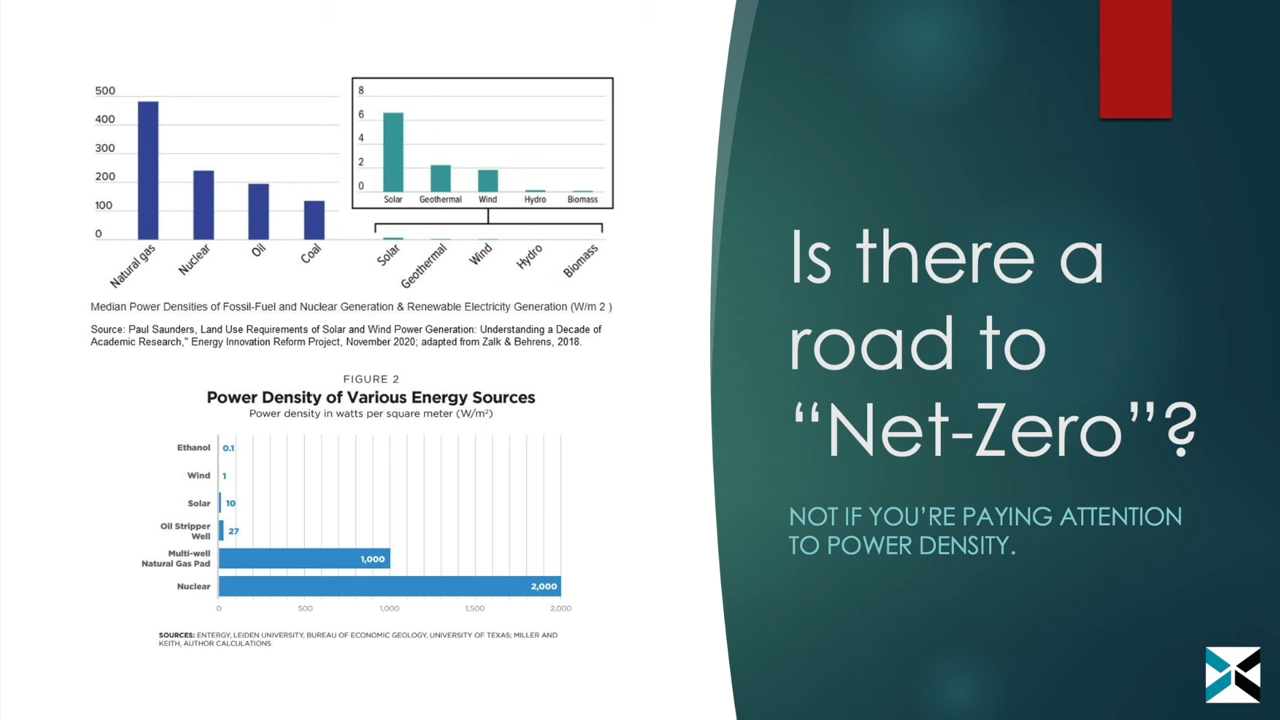 500
400
300
200
100
0
Natural gas
Nuclear
Oil
Coal
Solar
Geothermal
Wind
Hydro
Biomass
8
6
4
2
0
Solar Geothermal Wind Hydro Biomass
Median Power Densities of Fossil-Fuel and Nuclear Generation & Renewable Electricity Generation (W/m 2 )
Source: Paul Saunders, Land Use Requirements of Solar and Wind Power Generation: Understanding a Decade of
Academic Research," Energy Innovation Reform Project, November 2020; adapted from Zalk & Behrens, 2018.
FIGURE 2
Power Density of Various Energy Sources
Power density in watts per square meter (W/m²)
Ethanol 0.1
Wind 1
Solar 10
Oil Stripper
Well 27
Multi-well
Natural Gas Pad 1,000
Nuclear 2,000
0 500 1,000 1,500 2,000
SOURCES: ENTERGY, LEIDEN UNIVERSITY, BUREAU OF ECONOMIC GEOLOGY, UNIVERSITY OF TEXAS; MILLER AND
KEITH, AUTHOR CALCULATIONS
Is there a
road to
“Net-Zero”?
NOT IF YOU’RE PAYING ATTENTION
TO POWER DENSITY.